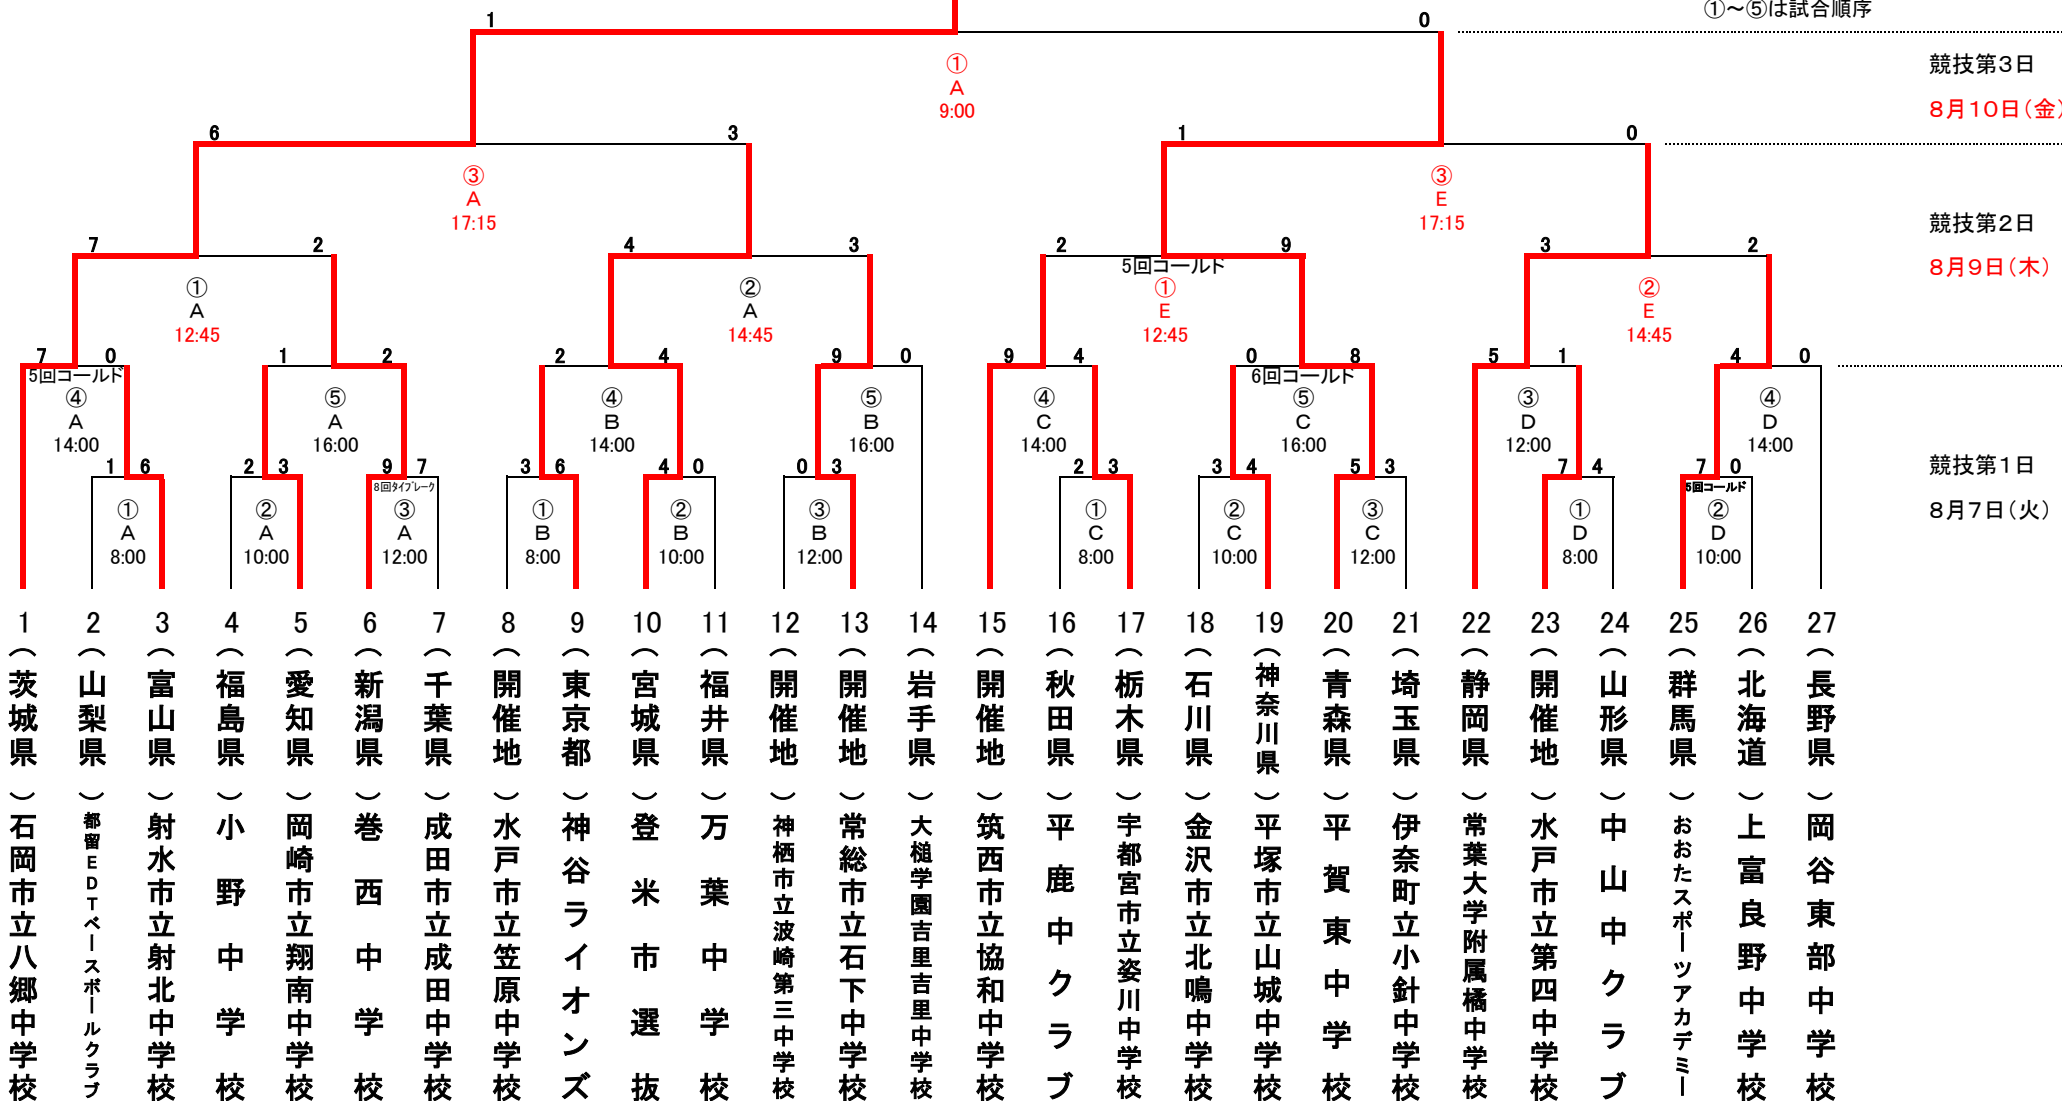 ①～⑤は試合順序
1
0
①
A
9:00
競技第3日
8月10日(金)
6
3
1
0
③
A
17:15
③
E
17:15
競技第2日
8月9日(木)
7
2
4
3
2
9
3
2
5回コールド
①
A
12:45
②
A
14:45
①
E
12:45
②
E
14:45
7
0
1
2
2
4
9
0
9
4
0
8
5
1
4
0
5回コールド
6回コールド
④
A
14:00
⑤
A
16:00
④
B
14:00
⑤
B
16:00
④
C
14:00
⑤
C
16:00
③
D
12:00
④
D
14:00
競技第1日
8月7日(火)
1
6
2
3
9
7
3
6
4
0
0
3
2
3
3
4
5
3
7
4
7
0
8回タイブレーク
5回コールド
①
A
8:00
②
A
10:00
③
A
12:00
①
B
8:00
②
B
10:00
③
B
12:00
①
C
8:00
②
C
10:00
③
C
12:00
①
D
8:00
②
D
10:00
1(茨城県)石岡市立八郷中学校
2(山梨県)都留EDTベースボールクラブ
3(富山県)射水市立射北中学校
4(福島県)小野中学校
5(愛知県)岡崎市立翔南中学校
6(新潟県)巻西中学校
7(千葉県)成田市立成田中学校
8(開催地)水戸市立笠原中学校
9(東京都)神谷ライオンズ
10(宮城県)登米市選抜
11(福井県)万葉中学校
12(開催地)神栖市立波崎第三中学校
13(開催地)常総市立石下中学校
14(岩手県)大槌学園吉里吉里中学校
15(開催地)筑西市立協和中学校
16(秋田県)平鹿中クラブ
17(栃木県)宇都宮市立姿川中学校
18(石川県)金沢市立北鳴中学校
19(神奈川県)平塚市立山城中学校
20(青森県)平賀東中学校
21(埼玉県)伊奈町立小針中学校
22(静岡県)常葉大学附属橘中学校
23(開催地)水戸市立第四中学校
24(山形県)中山中クラブ
25(群馬県)おおたスポーツアカデミー
26(北海道)上富良野中学校
27(長野県)岡谷東部中学校